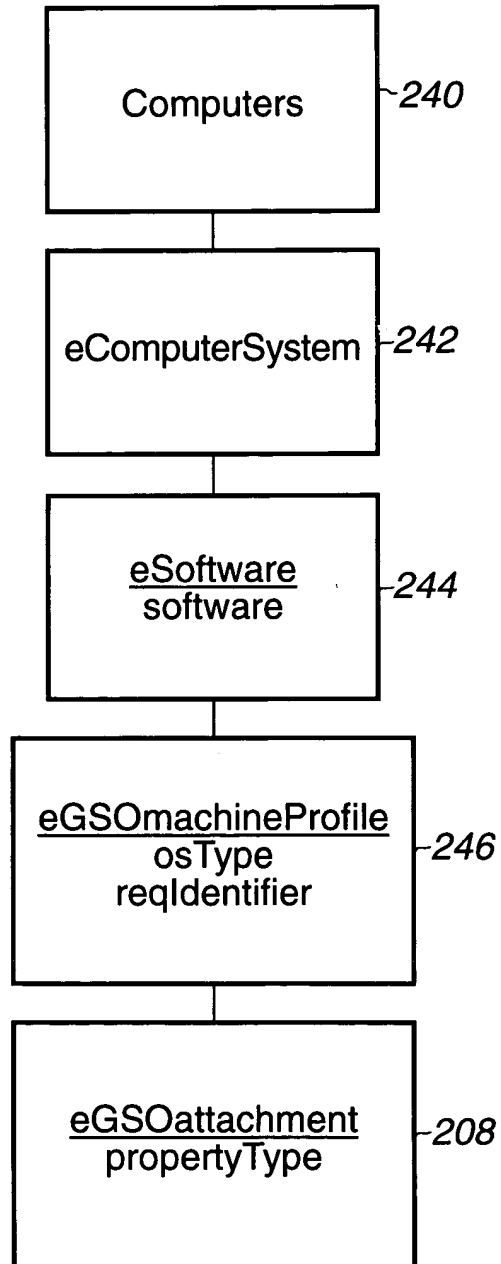 Computers
240
eComputerSystem
242
eSoftware
software
244
eGSOmachineProfile
osType
reqIdentifier
246
eGSOattachment
propertyType
208